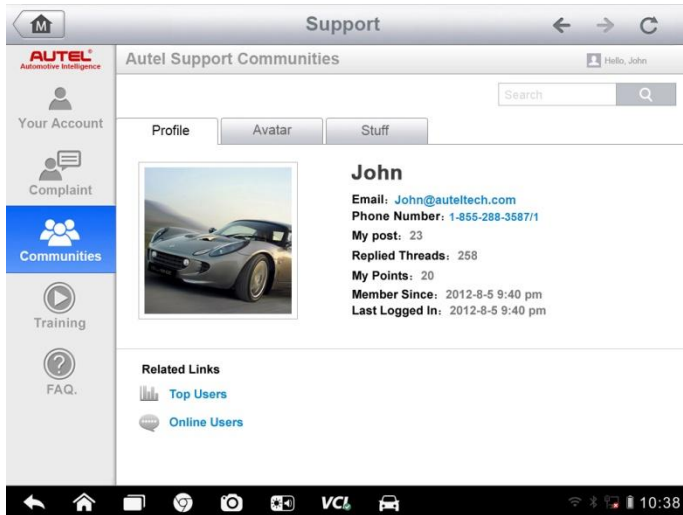 M
Support
AUTEL®
Automotive Intelligence
Autel Support Communities
Hello, John
Search
Your Account
Complaint
Communities
Training
FAQ.
Profile
Avatar
Stuff
John
Email: John@auteltech.com
Phone Number: 1-855-288-3587/1
My post: 23
Replied Threads: 258
My Points: 20
Member Since: 2012-8-5 9:40 pm
Last Logged In: 2012-8-5 9:40 pm
Related Links
Top Users
Online Users
VCI
10:38